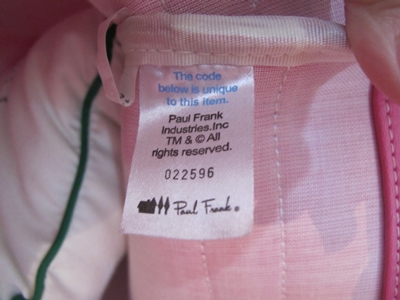 The code
below is unique
to this item.
Paul Frank
Industries.Inc
TM & © All
rights reserved.
022596
Paul Frank®